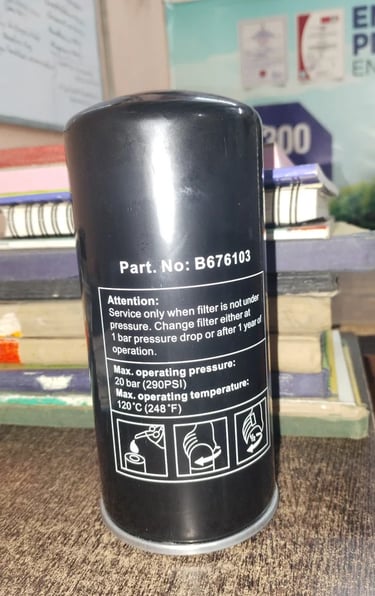 Part. No: B676103
Attention:
Service only when filter is not under
pressure. Change filter either at
1 bar pressure drop or after 1 year of
operation.
Max. operating pressure:
20 bar (290PSI)
Max. operating temperature:
120°C (248°F)